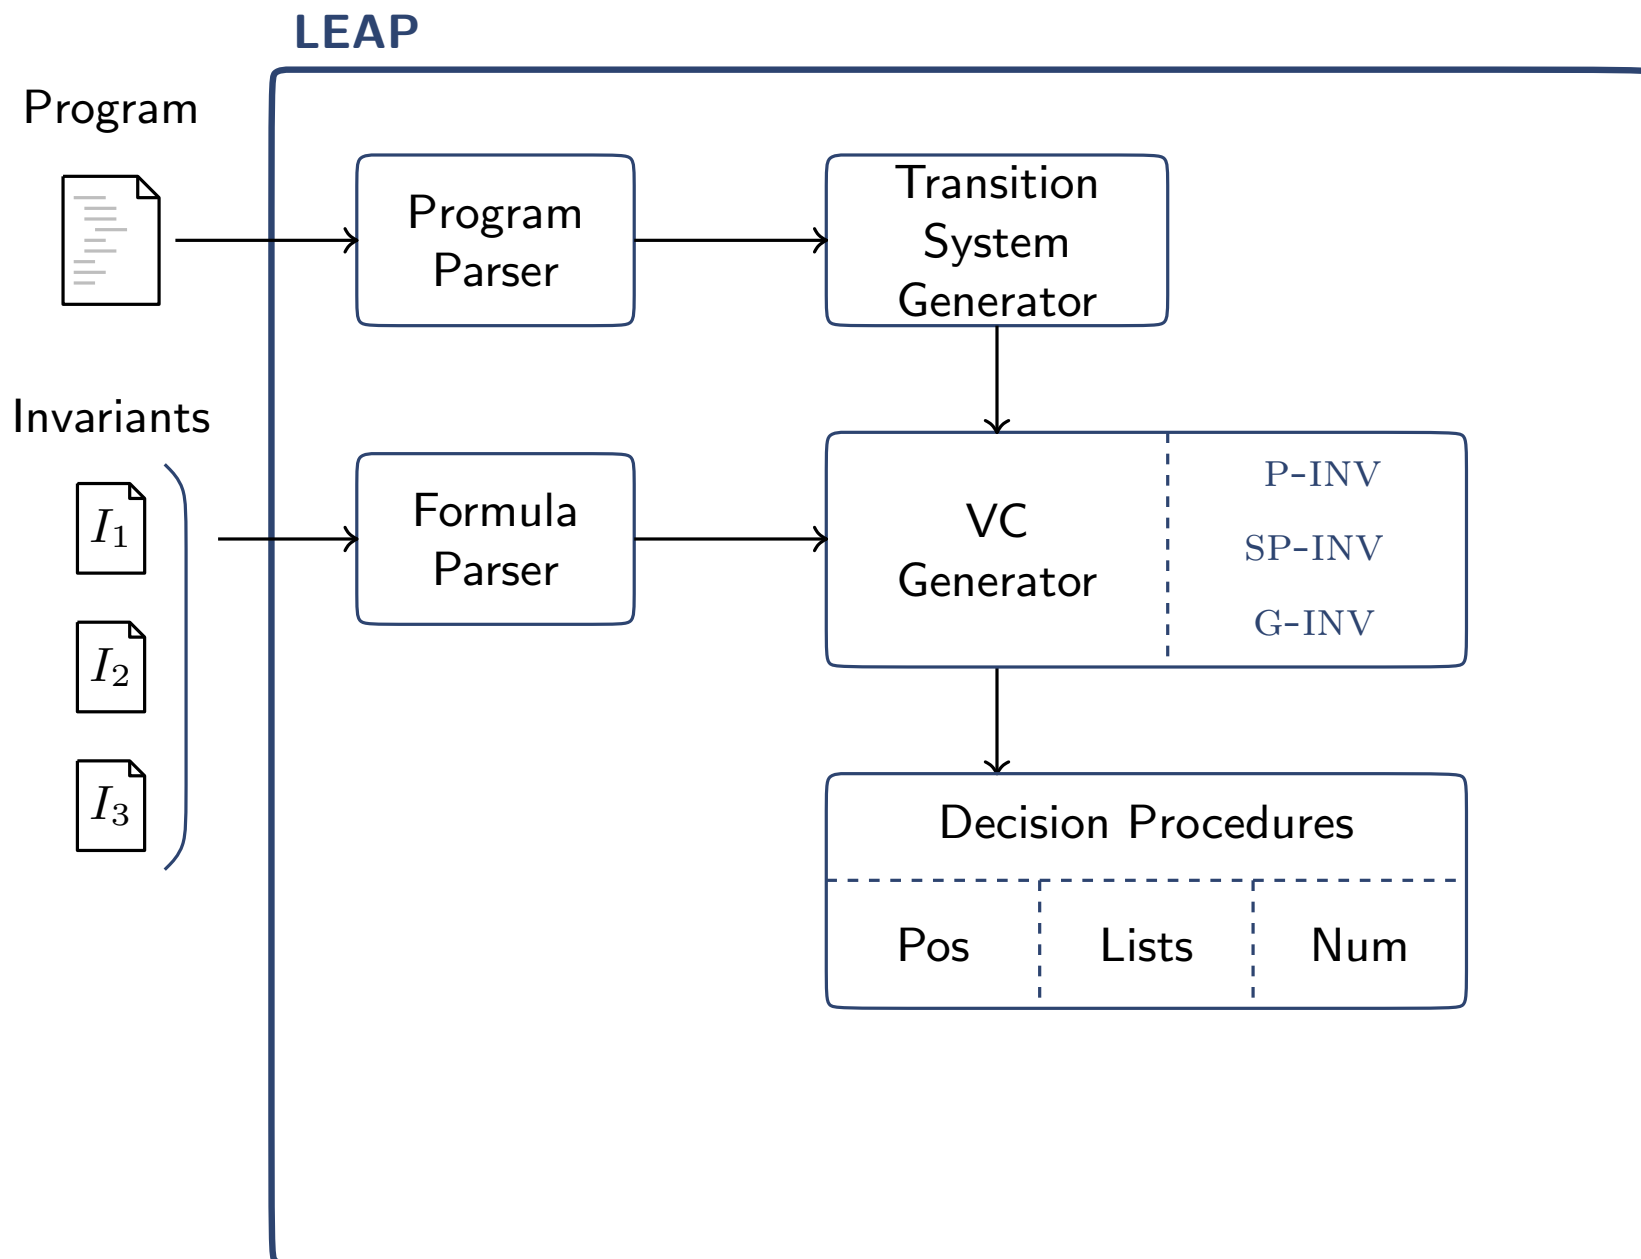 LEAP
Program
Program
Parser
Transition
System
Generator
Invariants
I₁
I₂
I₃
Formula
Parser
VC
Generator
P-INV
SP-INV
G-INV
Decision Procedures
Pos
Lists
Num